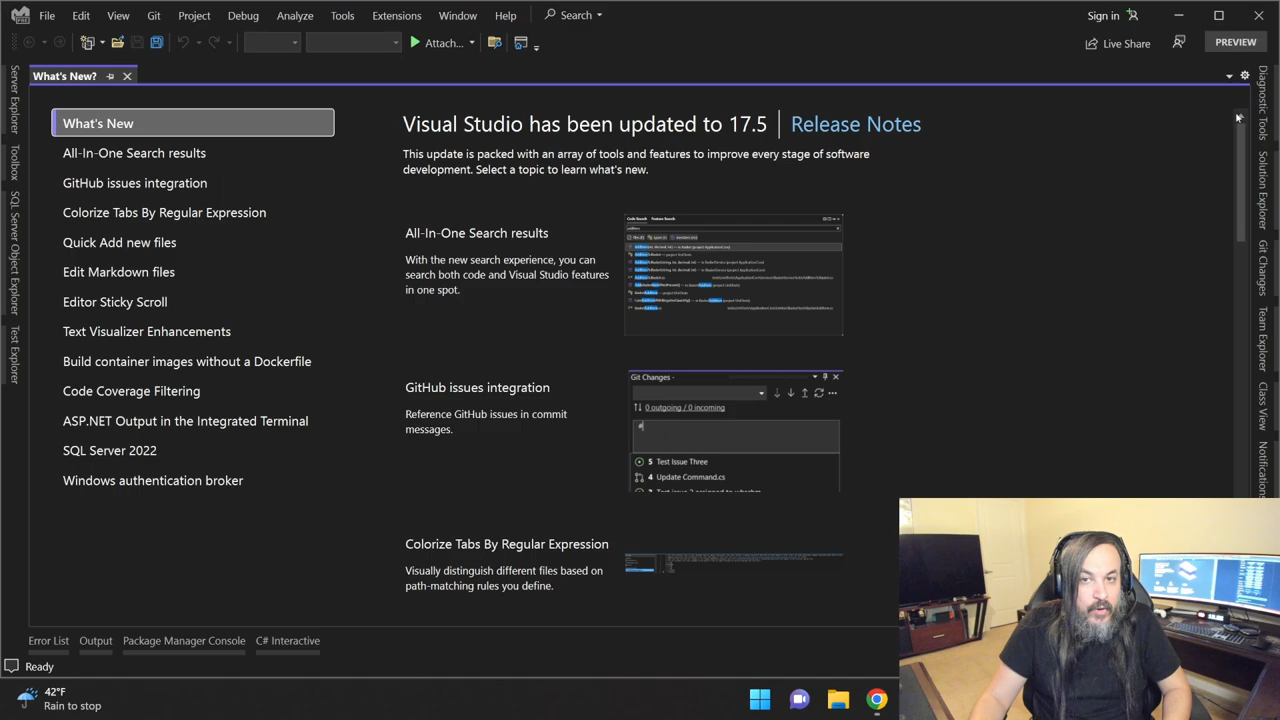 File Edit View Git Project Debug Analyze Tools Extensions Window Help Search Sign in
PRE
Attach... Live Share PREVIEW
What's New?
Server Explorer
Toolbox
SQL Server Object Explorer
Test Explorer
What's New
All-In-One Search results
GitHub issues integration
Colorize Tabs By Regular Expression
Quick Add new files
Edit Markdown files
Editor Sticky Scroll
Text Visualizer Enhancements
Build container images without a Dockerfile
Code Coverage Filtering
ASP.NET Output in the Integrated Terminal
SQL Server 2022
Windows authentication broker
Visual Studio has been updated to 17.5 | Release Notes
This update is packed with an array of tools and features to improve every stage of software
development. Select a topic to learn what's new.
All-In-One Search results
With the new search experience, you can
search both code and Visual Studio features
in one spot.
Code Search Feature Search
GitHub issues integration
Reference GitHub issues in commit
messages.
Git Changes -
0 outgoing / 0 incoming
#
5 Test Issue Three
4 Update Command.cs
Colorize Tabs By Regular Expression
Visually distinguish different files based on
path-matching rules you define.
Diagnostic Tools
Solution Explorer
Git Changes
Team Explorer
Class View
Notifications
Error List Output Package Manager Console C# Interactive
Ready
42°F
Rain to stop